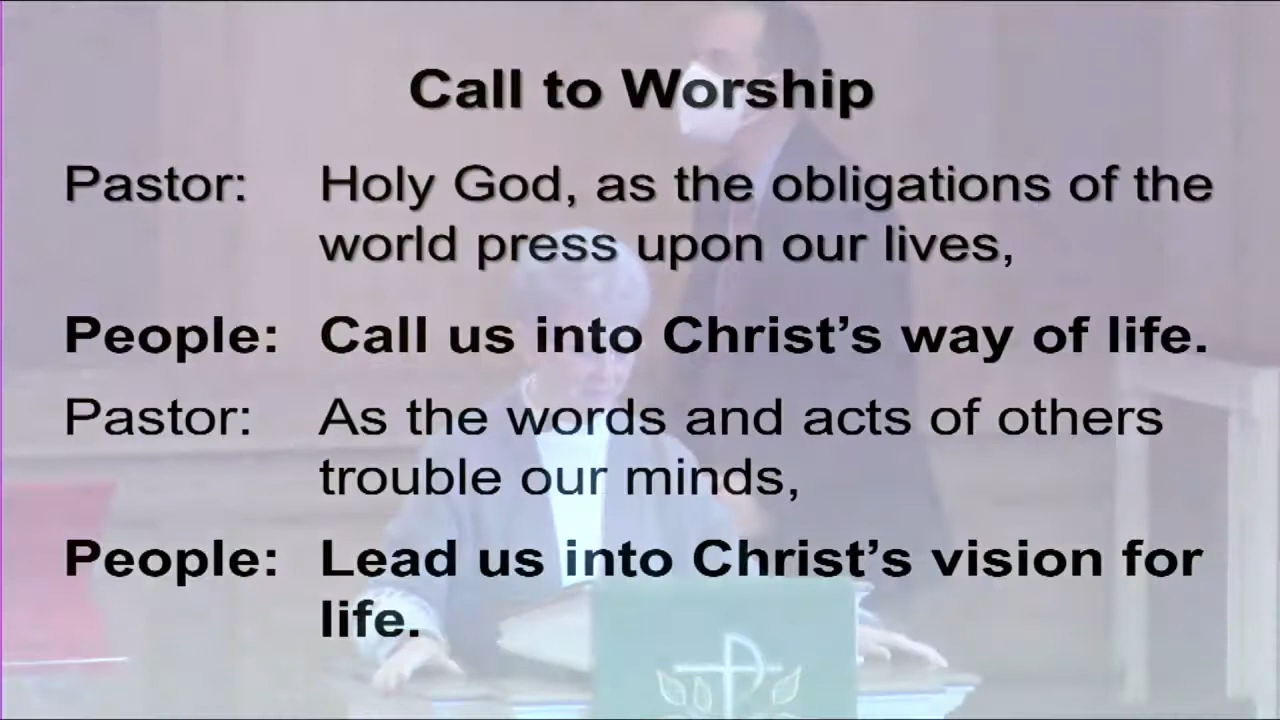 Call to Worship
Pastor: Holy God, as the obligations of the
world press upon our lives,
People: Call us into Christ’s way of life.
Pastor: As the words and acts of others
trouble our minds,
People: Lead us into Christ’s vision for
life.